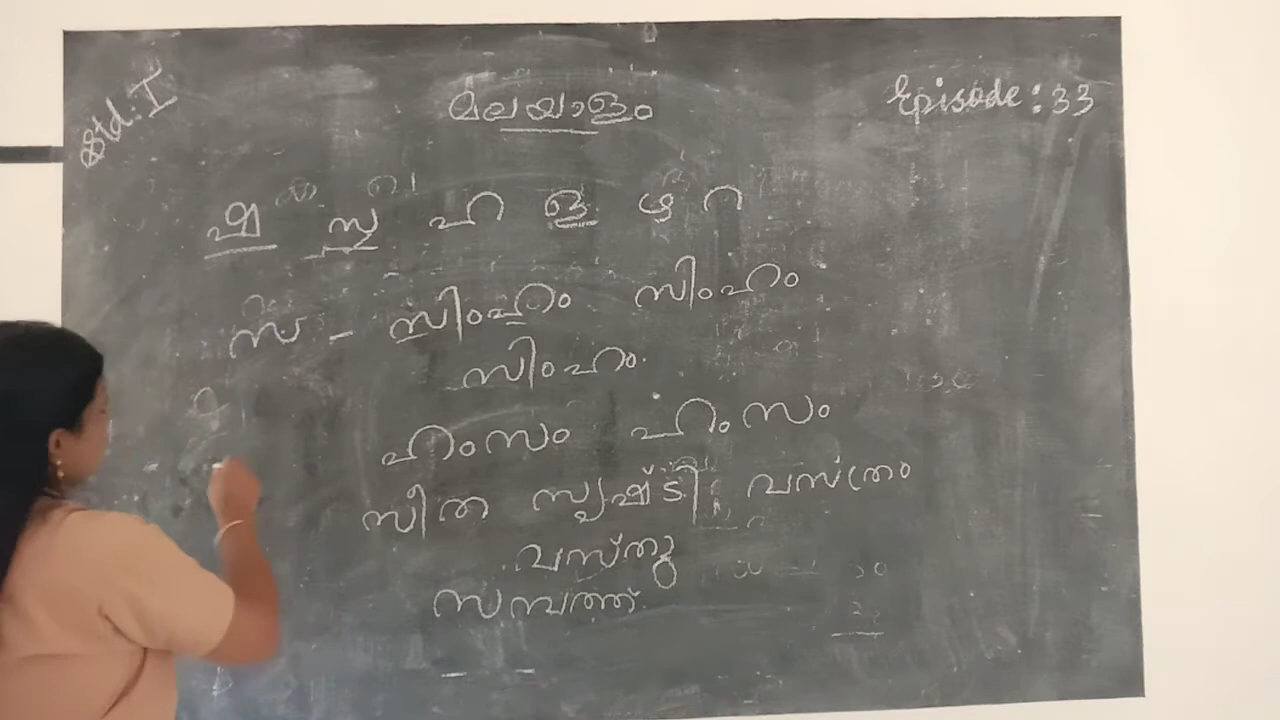 Std: I
മലയാളം
Episode: 33
ഷ സ ഹ ള ഴ റ
സ - സിംഹം സിംഹം
സിംഹം
ഹംസം ഹംസം
സീത സൃഷ്ടി, വസ്ത്രം
വസ്തു
സമ്പത്ത്